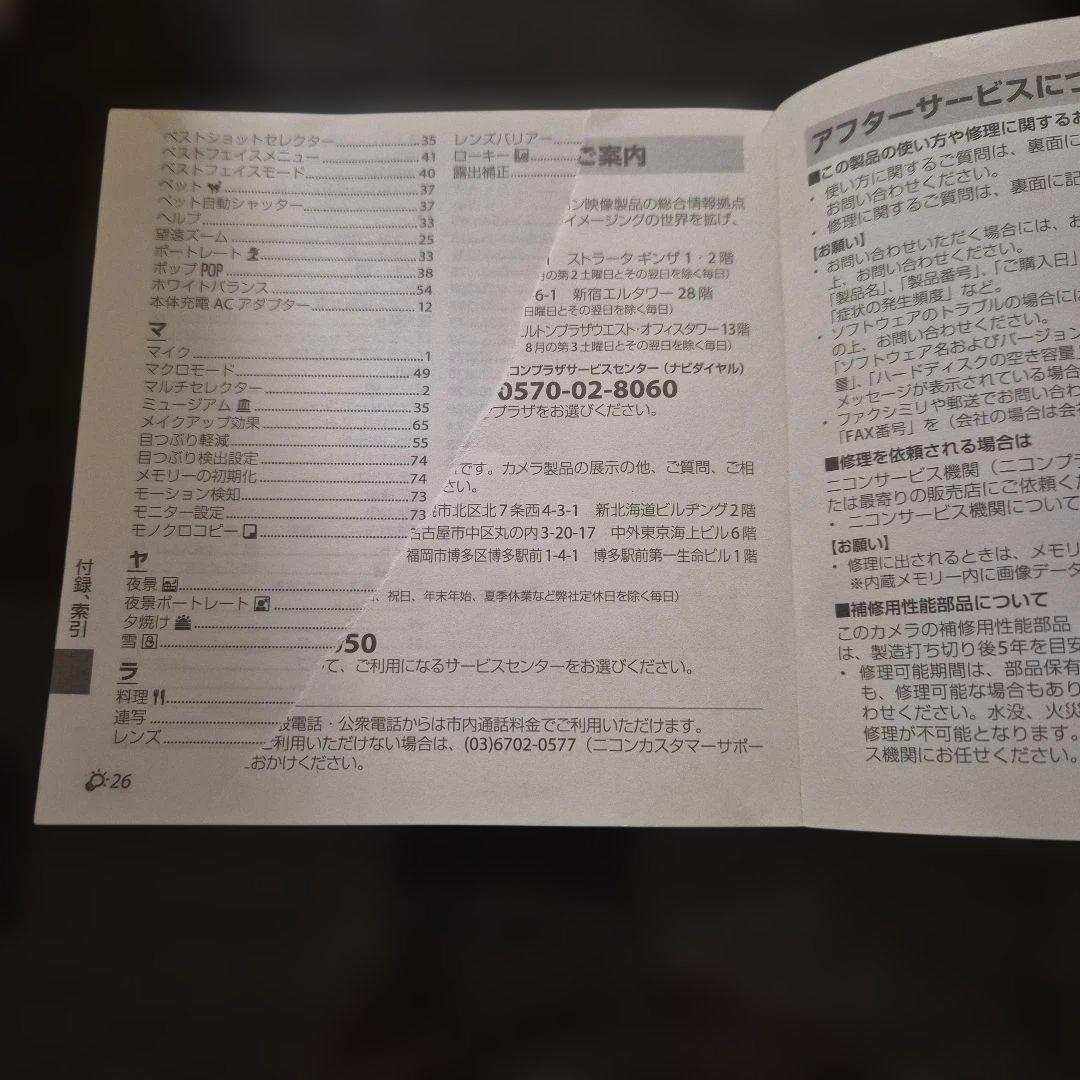 ベストショットセレクター 35
ベストフェイスメニュー 41
ベストフェイスモード 40
ペット 37
ペット自動シャッター 37
ヘルプ 33
望遠ズーム 25
ポートレート 33
ポップ POP 38
ホワイトバランス 54
本体充電 AC アダプター 12
マ
マイク 1
マクロモード 49
マルチセレクター 2
ミュージアム 35
メイクアップ効果 65
目つぶり軽減 55
目つぶり検出設定 74
メモリーの初期化 74
モーション検知 73
モニター設定 73
モノクロコピー
ヤ
夜景
夜景ポートレート
夕焼け
雪
ラ
料理
連写
レンズ
レンズバリアー
ローキー
露出補正
付録、索引
26
ご案内
ン映像製品の総合情報拠点
イメージングの世界を拡げ、
1 ストラータ ギンザ 1・2階
月の第2土曜日とその翌日を除く毎日)
6-1 新宿エルタワー 28階
日曜日とその翌日を除く毎日)
ルトンプラザウエスト・オフィスタワー 13階
8月の第3土曜日とその翌日を除く毎日)
コンプラザサービスセンター(ナビダイヤル)
0570-02-8060
プラザをお選びください。
です。カメラ製品の展示の他、ご質問、ご相
さい。
市北区北7条西4-3-1 新北海道ビルヂング2階
古屋市中区丸の内3-20-17 中外東京海上ビル6階
福岡市博多区博多駅前1-4-1 博多駅前第一生命ビル1階
、祝日、年末年始、夏季休業など弊社定休日を除く毎日)
050
て、ご利用になるサービスセンターをお選びください。
電話・公衆電話からは市内通話料金でご利用いただけます。
利用いただけない場合は、(03)6702-0577(ニコンカスタマーサポー
おかけください。
アフターサービスにつ
■この製品の使い方や修理に関するお
・使い方に関するご質問は、裏面に
お問い合わせください。
・修理に関するご質問は、裏面に記
【お願い】
・お問い合わせいただく場合には、お
上、お問い合わせください。
「製品名」、「製品番号」、「ご購入日」
「症状の発生頻度」など。
・ソフトウェアのトラブルの場合には
の上、お問い合わせください。
「ソフトウェア名およびバージョン
量」、「ハードディスクの空き容量」
メッセージが表示されている場合
・ファクシミリや郵送でお問い合わ
「FAX番号」を(会社の場合は会社
■修理を依頼される場合は
ニコンサービス機関(ニコンプラ
たは最寄りの販売店にご依頼くだ
・ニコンサービス機関について
【お願い】
・修理に出されるときは、メモリ
※内蔵メモリー内に画像データ
■補修用性能部品について
このカメラの補修用性能部品
は、製造打ち切り後5年を目安
・修理可能期間は、部品保有
も、修理可能な場合もあり
わせください。水没、火災
修理が不可能となります。
ス機関にお任せください。